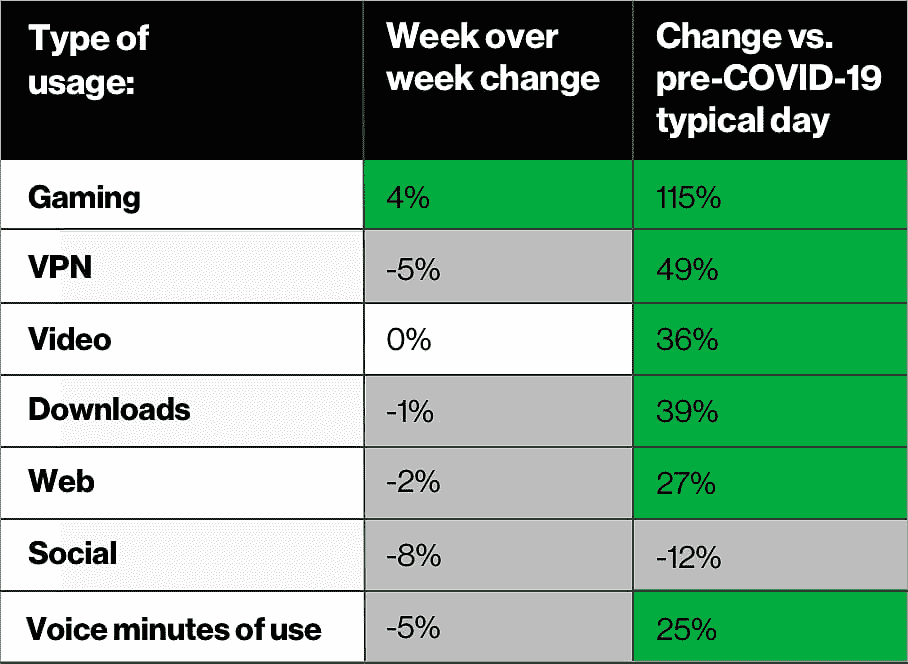 Type of
usage:
Week over
week change
Change vs.
pre-COVID-19
typical day
Gaming
4%
115%
VPN
-5%
49%
Video
0%
36%
Downloads
-1%
39%
Web
-2%
27%
Social
-8%
-12%
Voice minutes of use
-5%
25%